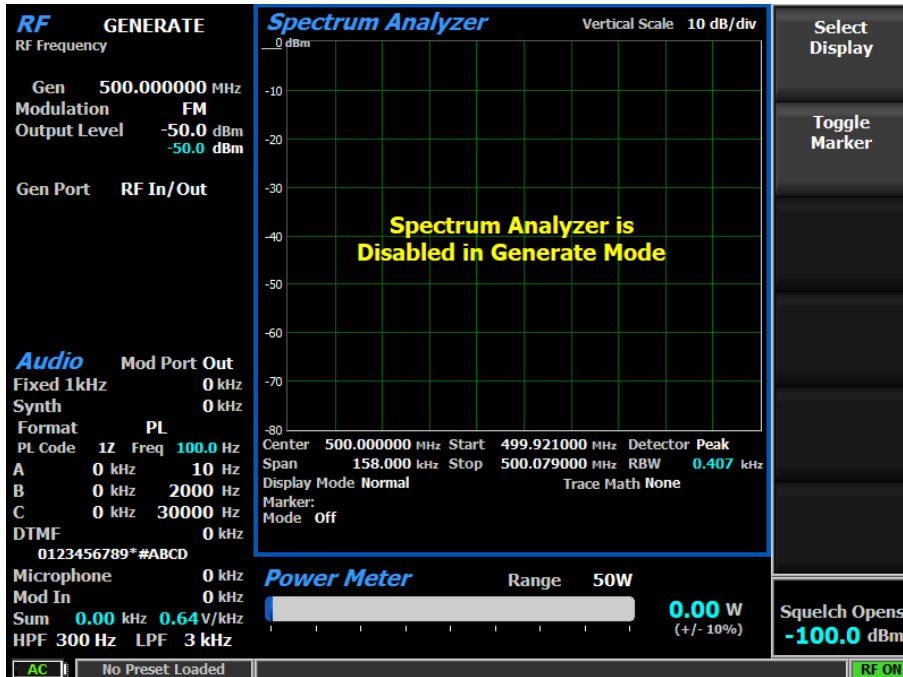 RF GENERATE
RF Frequency
Gen 500.000000 MHz
Modulation FM
Output Level -50.0 dBm
-50.0 dBm
Gen Port RF In/Out
Audio Mod Port Out
Fixed 1kHz 0 kHz
Synth 0 kHz
Format PL
PL Code 1Z Freq 100.0 Hz
A 0 kHz 10 Hz
B 0 kHz 2000 Hz
C 0 kHz 30000 Hz
DTMF 0 kHz
0123456789*#ABCD
Microphone 0 kHz
Mod In 0 kHz
Sum 0.00 kHz 0.64 V/kHz
HPF 300 Hz LPF 3 kHz
Spectrum Analyzer Vertical Scale 10 dB/div
0 dBm
-10
-20
-30
-40
-50
-60
-70
-80
Spectrum Analyzer is
Disabled in Generate Mode
Center 500.000000 MHz Start 499.921000 MHz Detector Peak
Span 158.000 kHz Stop 500.079000 MHz RBW 0.407 kHz
Display Mode Normal Trace Math None
Marker:
Mode Off
Power Meter Range 50W
0.00 W
(+/- 10%)
Select
Display
Toggle
Marker
Squelch Opens
-100.0 dBm
AC No Preset Loaded RF ON